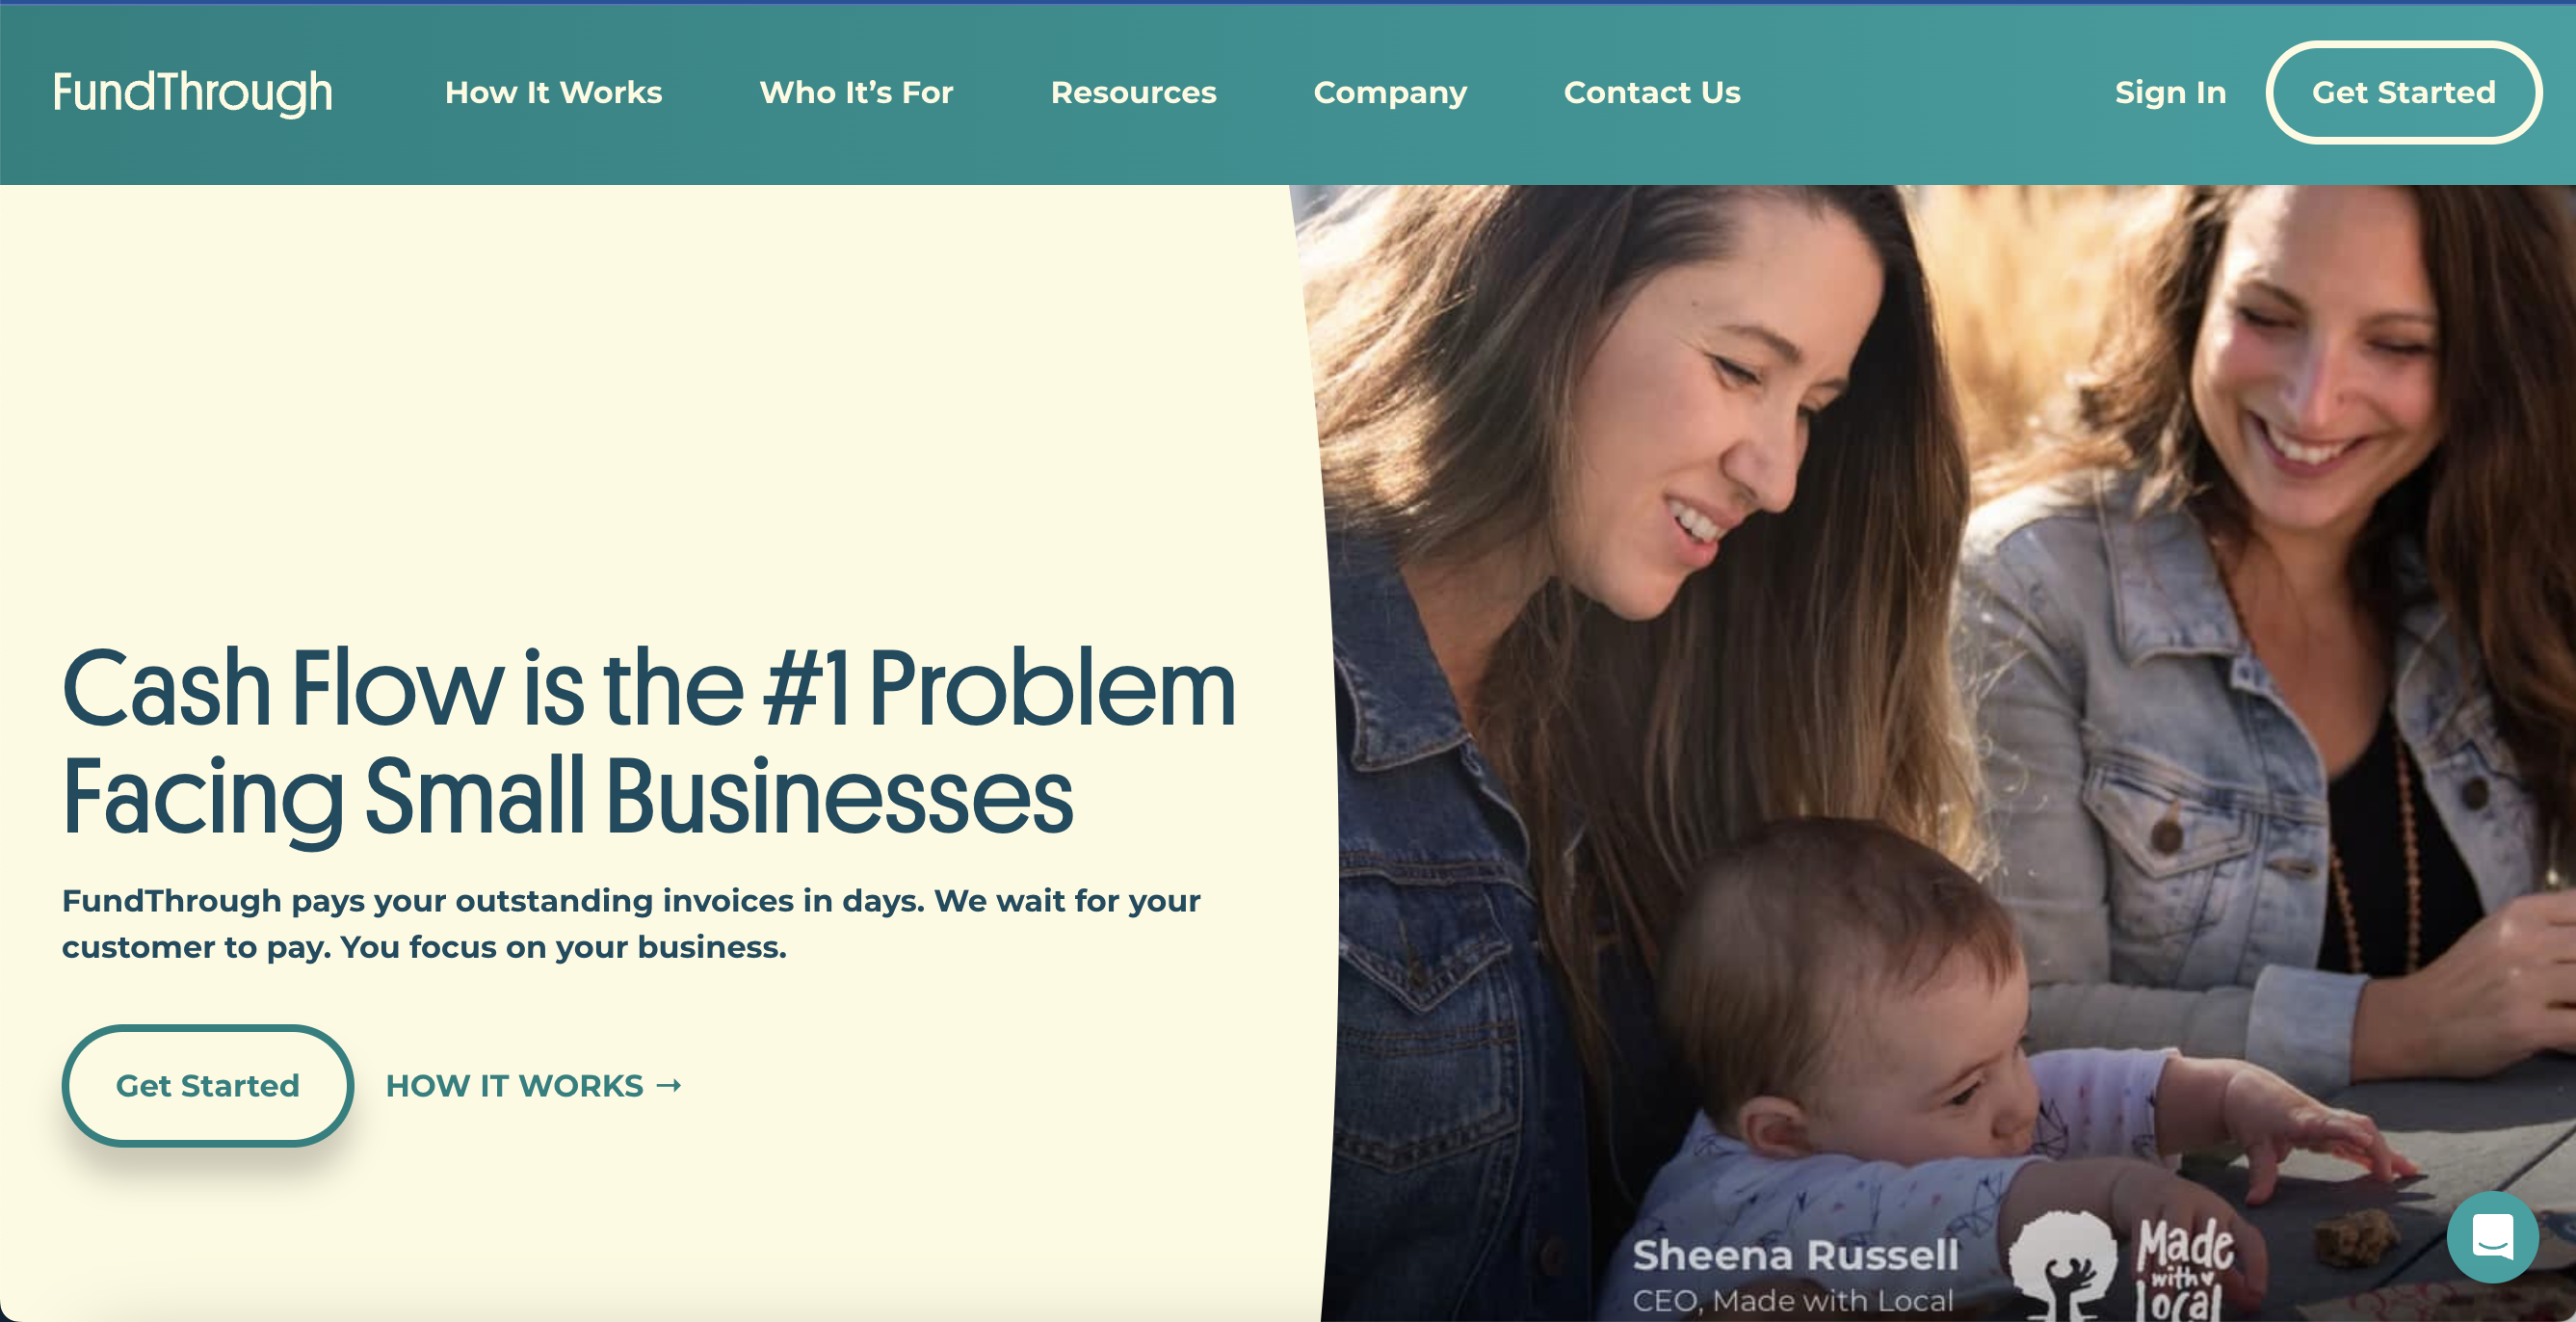 FundThrough
How It Works
Who It’s For
Resources
Company
Contact Us
Sign In
Get Started
Cash Flow is the #1 Problem
Facing Small Businesses
FundThrough pays your outstanding invoices in days. We wait for your
customer to pay. You focus on your business.
Get Started
HOW IT WORKS →
Sheena Russell
CEO, Made with Local
Made
with
local